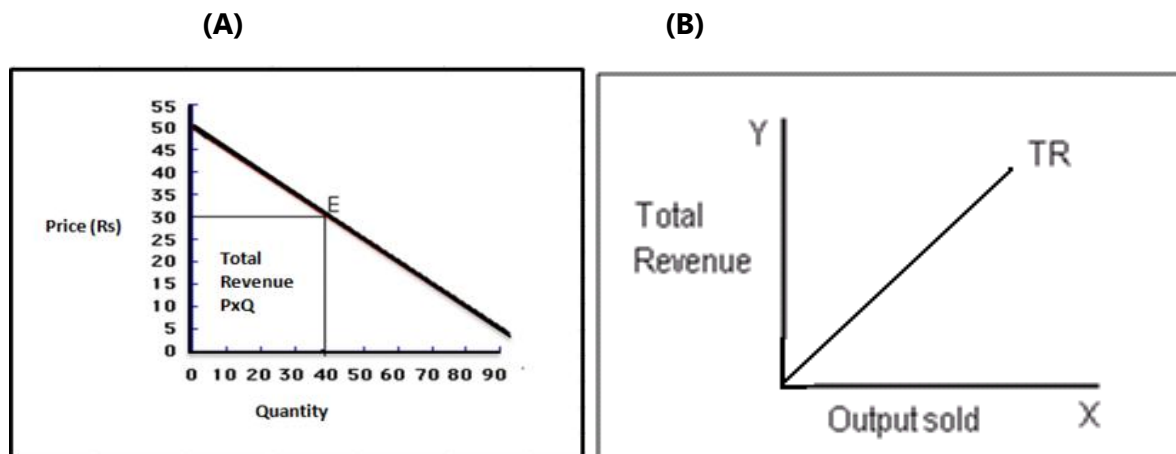 (A)
(B)
55
50
45
40
35
30
25
20
15
10
5
0
Price (Rs)
E
Total
Revenue
PxQ
0 10 20 30 40 50 60 70 80 90
Quantity
Y
TR
Total
Revenue
Output sold
X